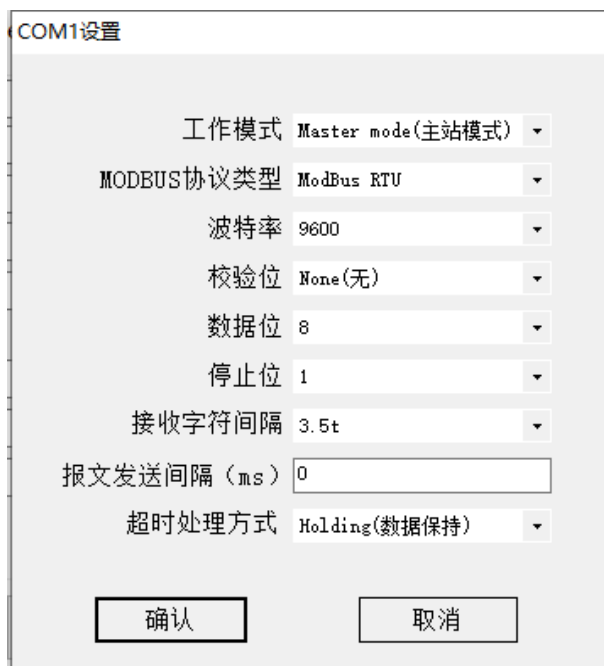 COM1设置
工作模式 Master mode(主站模式)
MODBUS协议类型 ModBus RTU
波特率 9600
校验位 None(无)
数据位 8
停止位 1
接收字符间隔 3.5t
报文发送间隔（ms） 0
超时处理方式 Holding(数据保持)
确认 取消